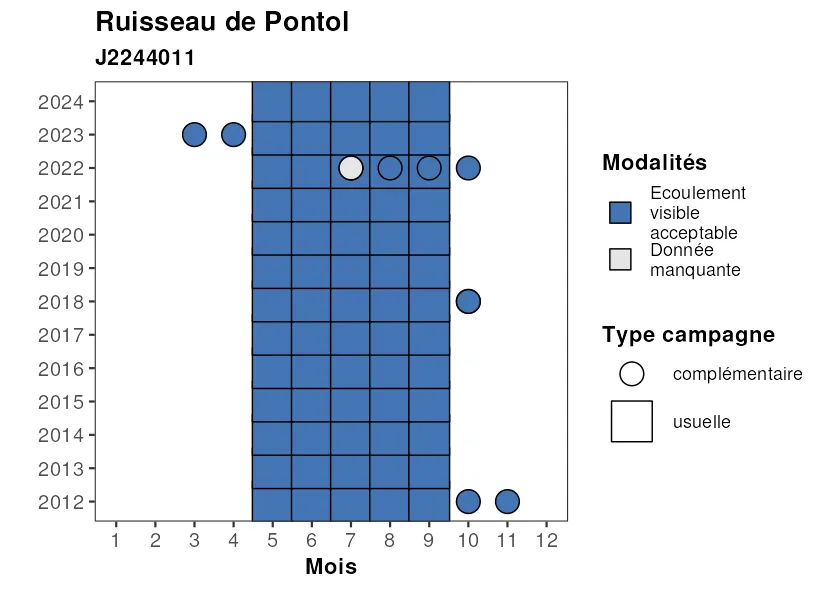 Ruisseau de Pontol
J2244011
2024
2023
2022
2021
2020
2019
2018
2017
2016
2015
2014
2013
2012
1 2 3 4 5 6 7 8 9 10 11 12
Mois
Modalités
Ecoulement
visible
acceptable
Donnée
manquante
Type campagne
complémentaire
usuelle